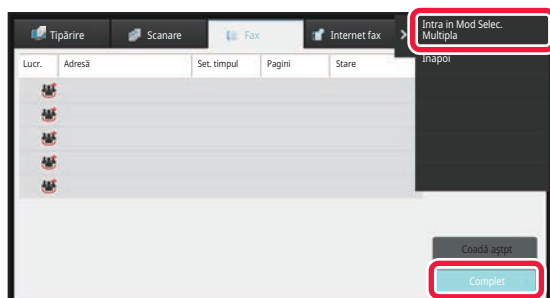 Tipărire
Scanare
Fax
Internet fax
Intra in Mod Selec.
Multipla
Înapoi
Lucr.
Adresă
Set. timpul
Pagini
Stare
Coadă aştpt
Complet